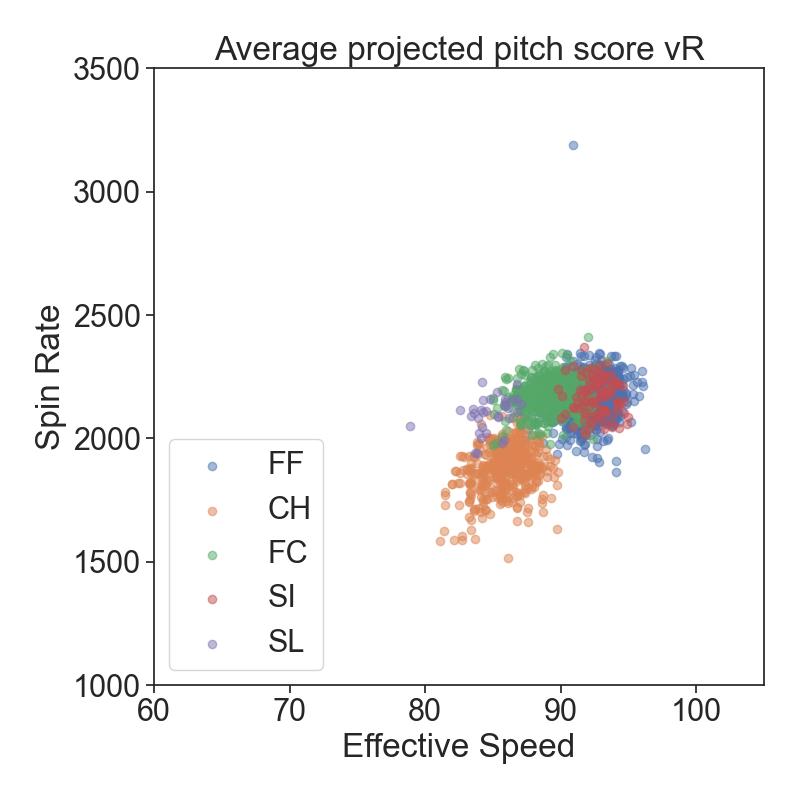 Average projected pitch score vR
3500
3000
2500
2000
1500
1000
Spin Rate
FF
CH
FC
SI
SL
60 70 80 90 100
Effective Speed